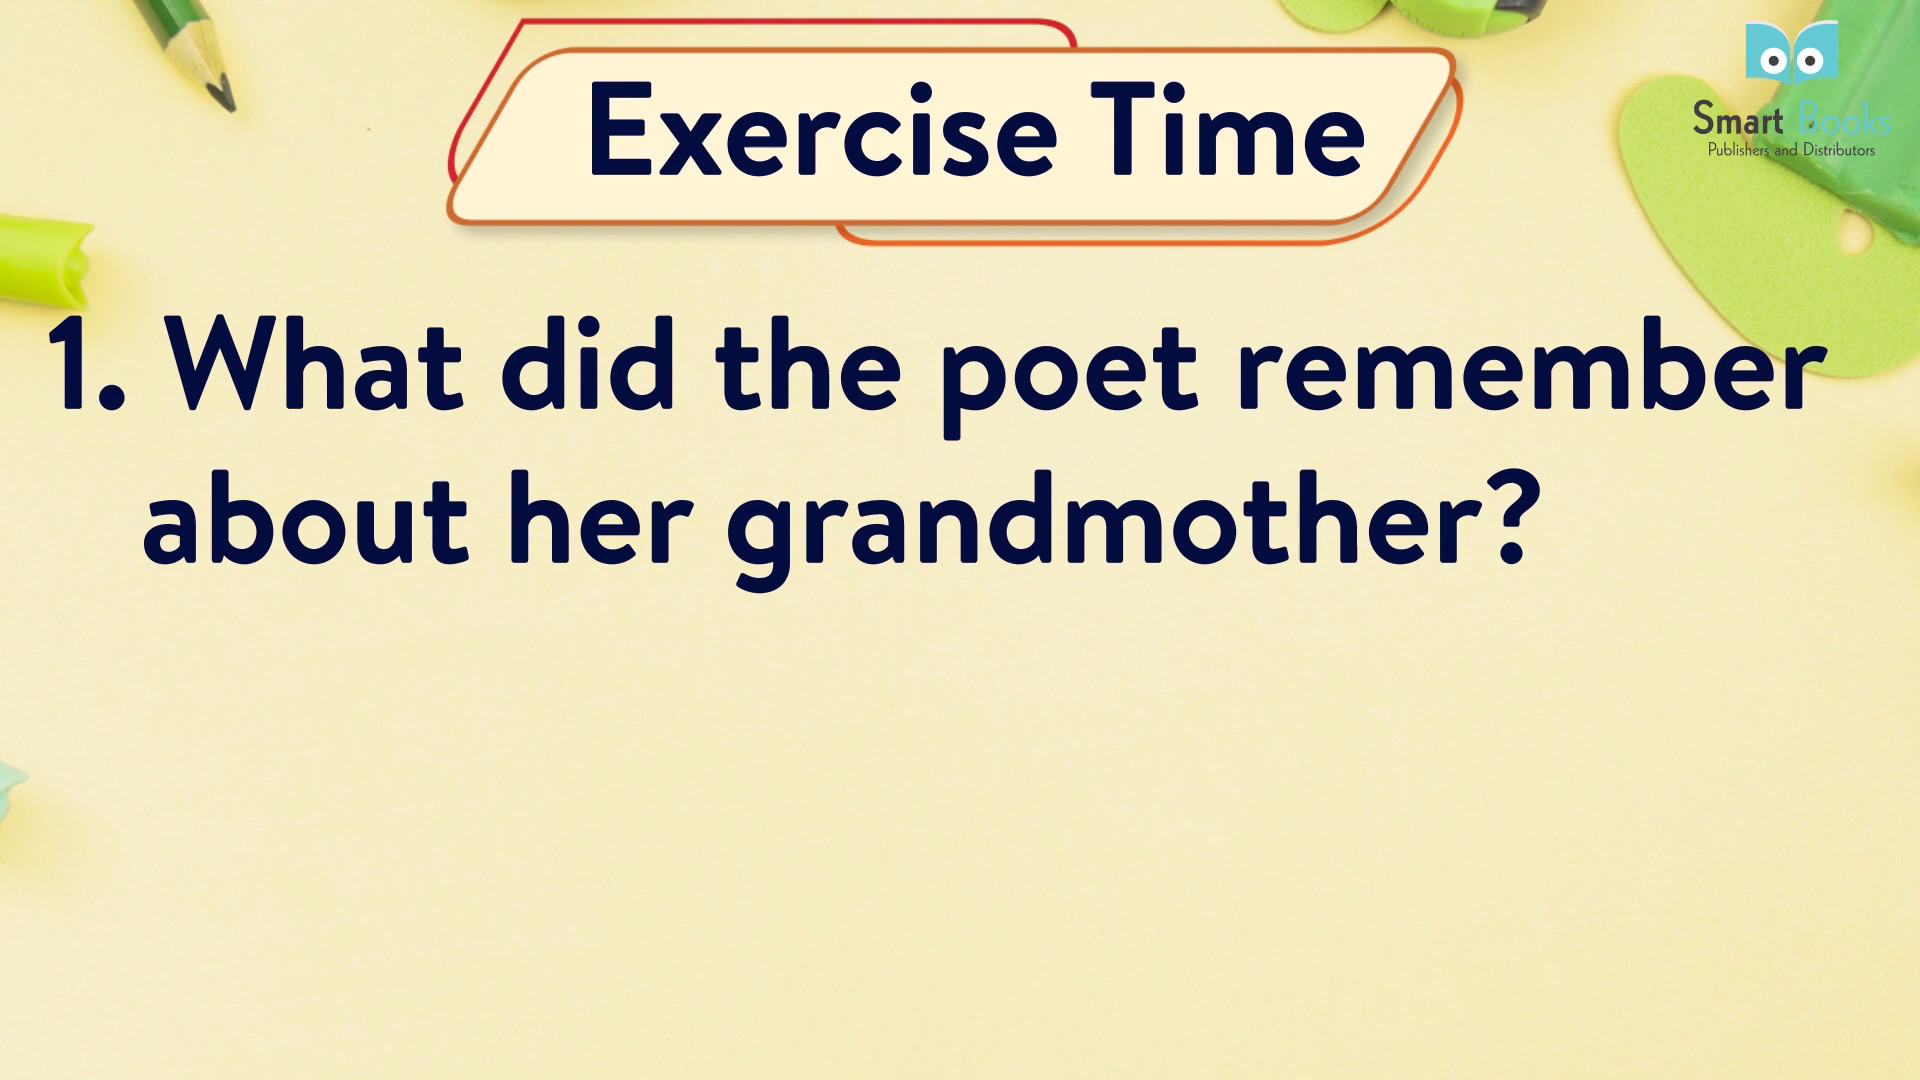 Exercise Time
Smart Books
Publishers and Distributors
1. What did the poet remember
about her grandmother?